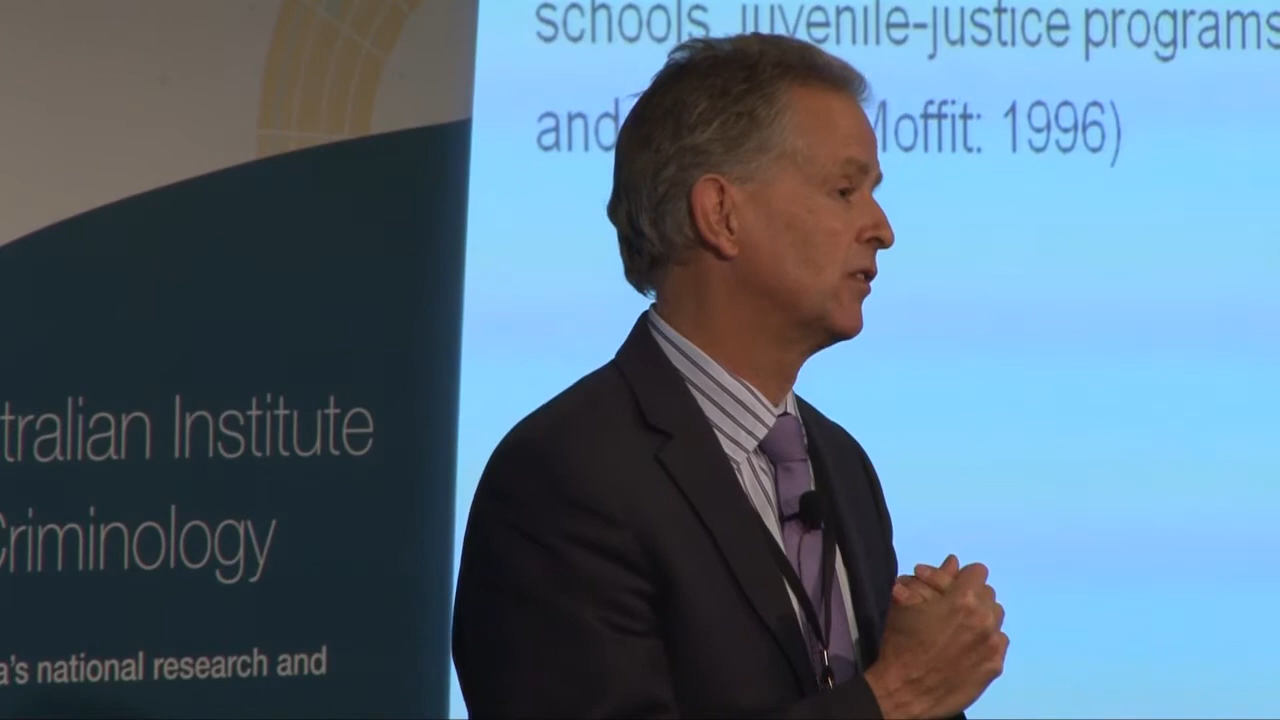 schools, juvenile-justice programs
and Moffit: 1996)
tralian Institute
Criminology
a's national research and